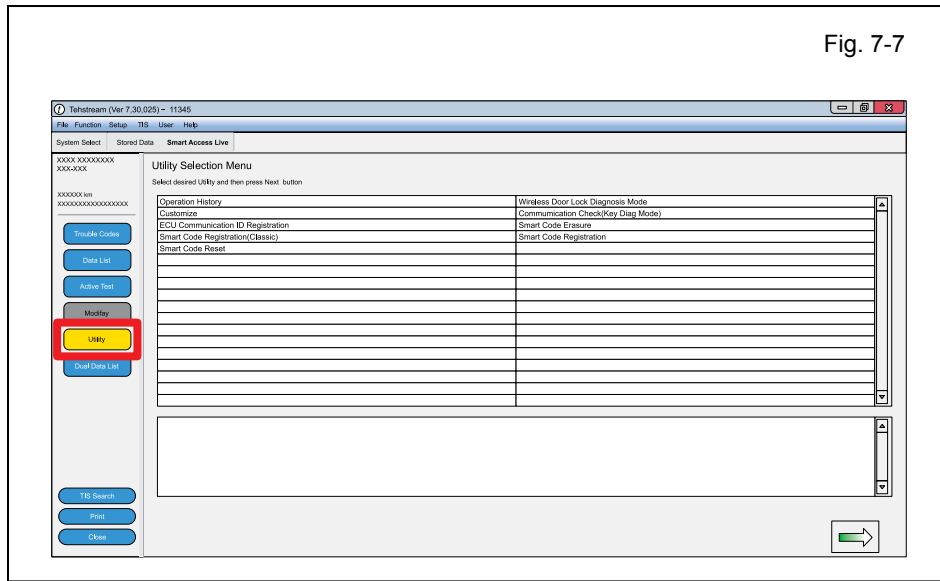 Fig. 7-7
Tehstream (Ver 7,30,025) – 11345
File Function Setup TIS User Help
System Select Stored Data Smart Access Live
XXXX XXXXXXXX
XXX-XXX
XXXXXX km
XXXXXXXXXXXXXXXXX
Trouble Codes
Data List
Active Test
Modifay
Utility
Dual Data List
TIS Search
Print
Close
Utility Selection Menu
Select desired Utility and then press Next button
Operation History Wireless Door Lock Diagnosis Mode
Customize Commumication Check(Key Diag Mode)
ECU Communication ID Registration Smart Code Erasure
Smart Code Registration(Classic) Smart Code Registration
Smart Code Reset